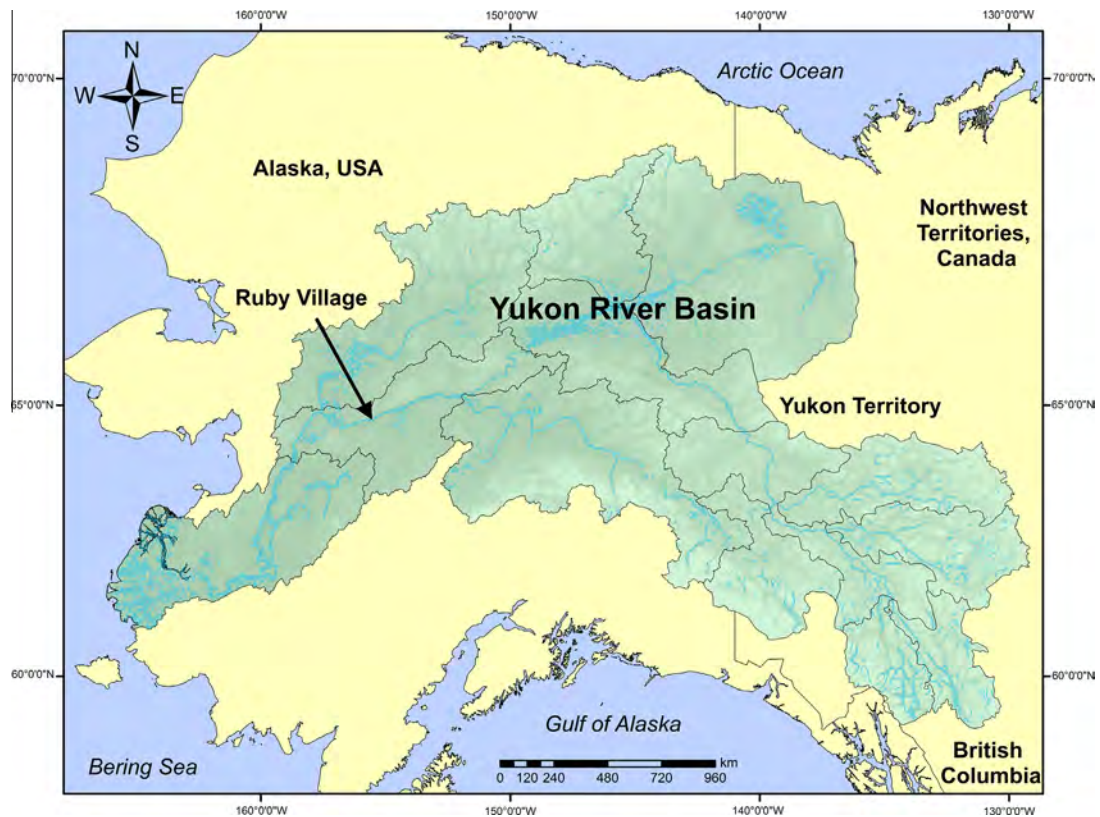 160°0'0"W
150°0'0"W
140°0'0"W
130°0'0"W
N
W
E
S
70°0'0"N
70°0'0"N
Arctic Ocean
Alaska, USA
Northwest
Territories,
Canada
Ruby Village
Yukon River Basin
65°0'0"N
65°0'0"N
Yukon Territory
60°0'0"N
60°0'0"N
Gulf of Alaska
Bering Sea
British
Columbia
km
0 120 240 480 720 960
160°0'0"W
150°0'0"W
140°0'0"W
130°0'0"W